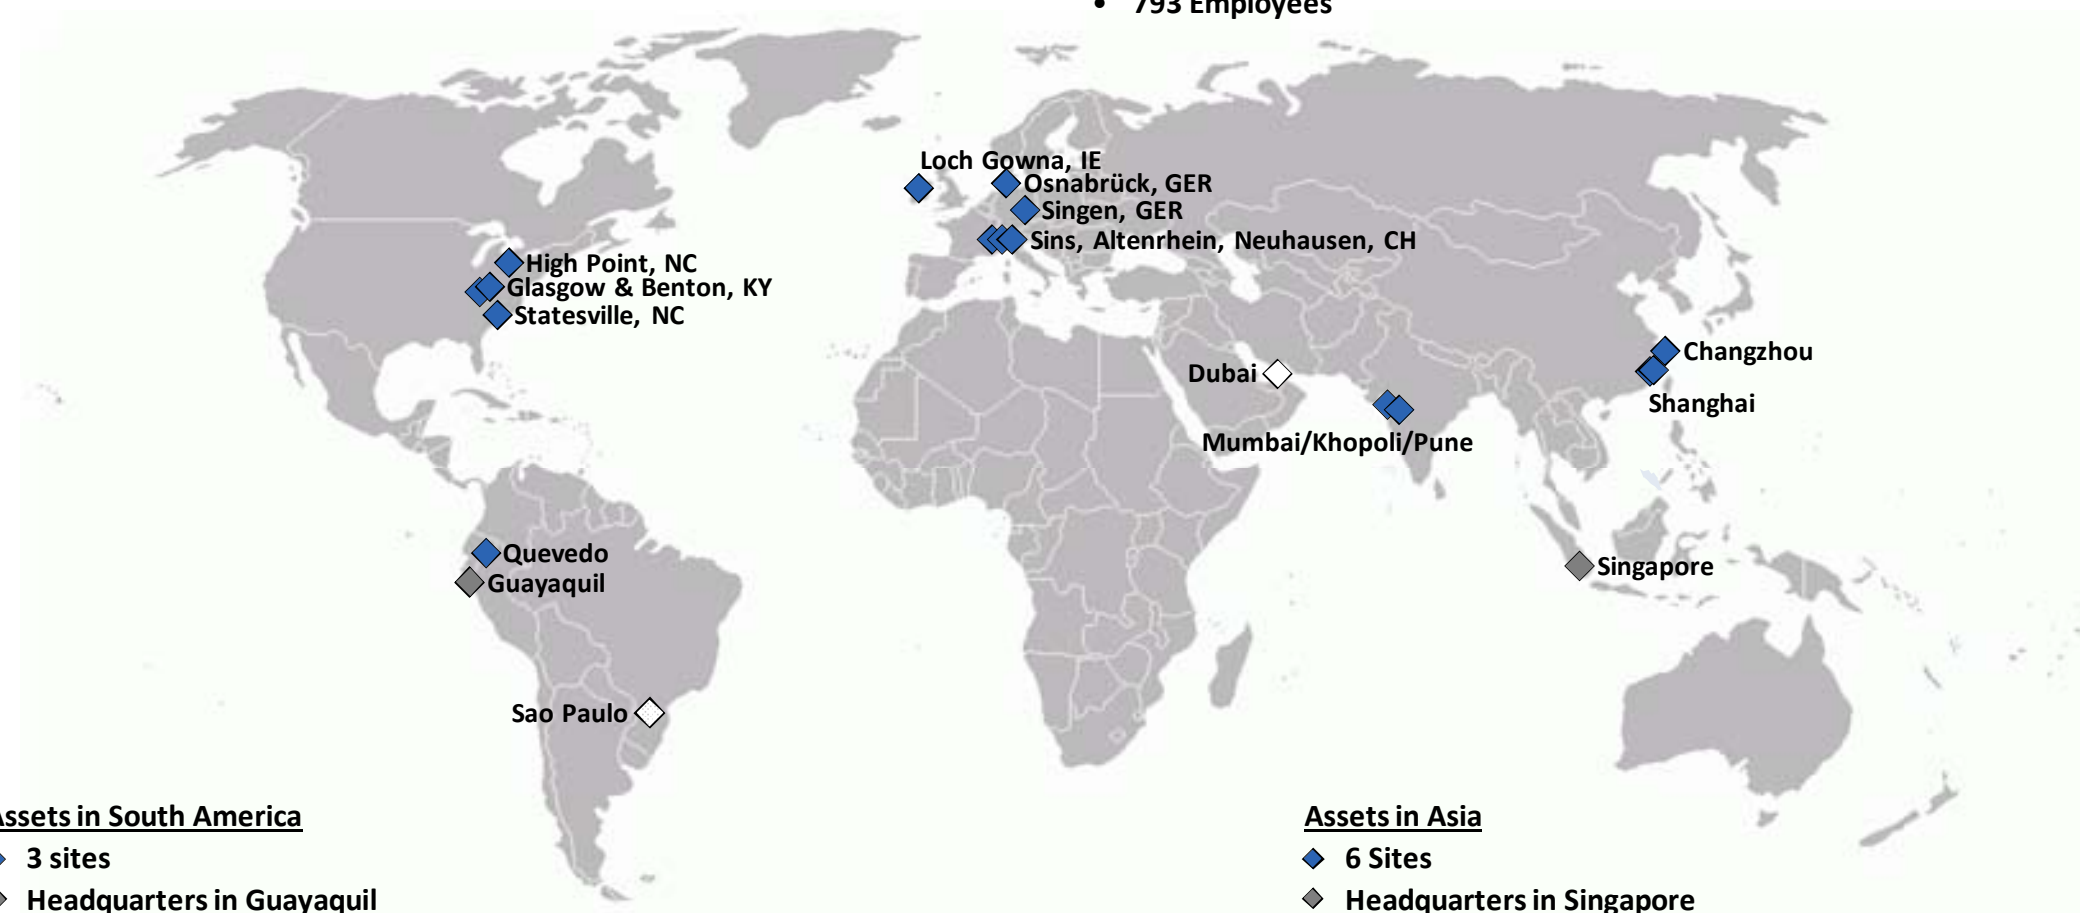 • 793 Employees
Loch Gowna, IE
Osnabrück, GER
Singen, GER
Sins, Altenrhein, Neuhausen, CH
High Point, NC
Glasgow & Benton, KY
Statesville, NC
Changzhou
Dubai
Shanghai
Mumbai/Khopoli/Pune
Quevedo
Singapore
Guayaquil
Sao Paulo
Assets in South America
3 sites
Headquarters in Guayaquil
Assets in Asia
6 Sites
Headquarters in Singapore